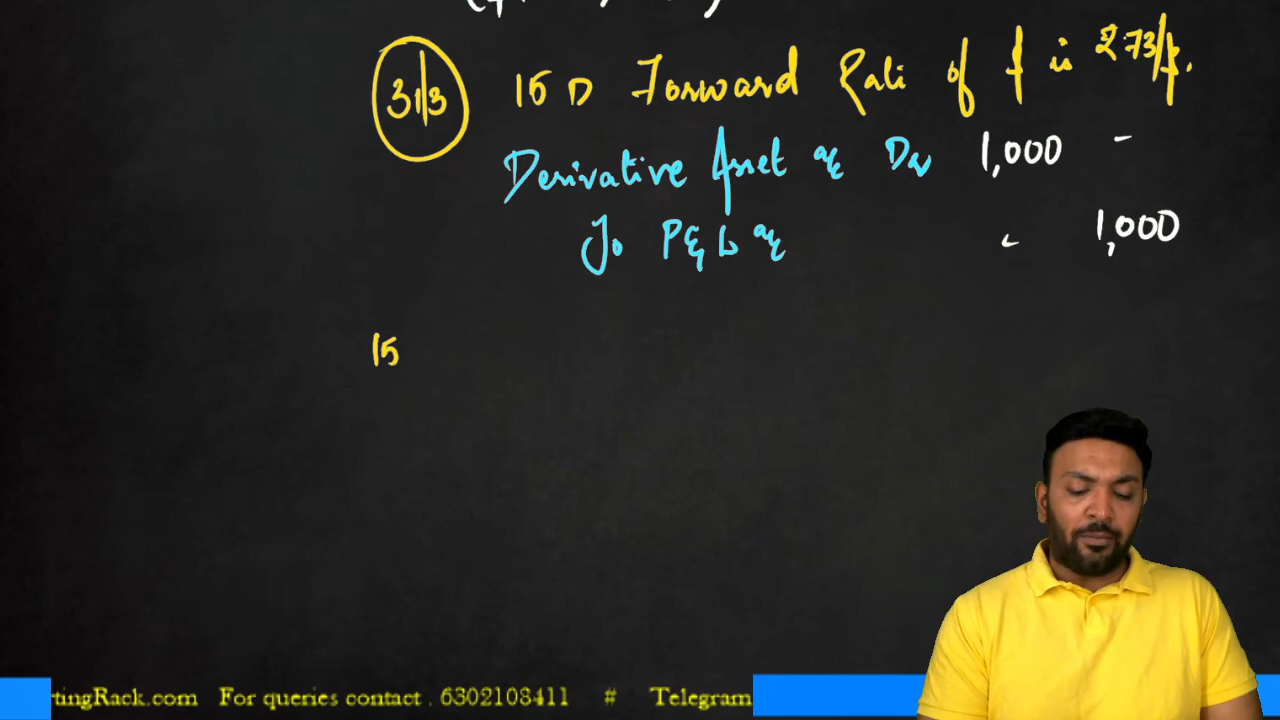 31/3 15 D Forward Rate of f is ₹73/f.
Derivative Asset a/c Dr 1,000 -
To P&L a/c - 1,000
15
tingRack.com For queries contact . 6302108411 # Telegram